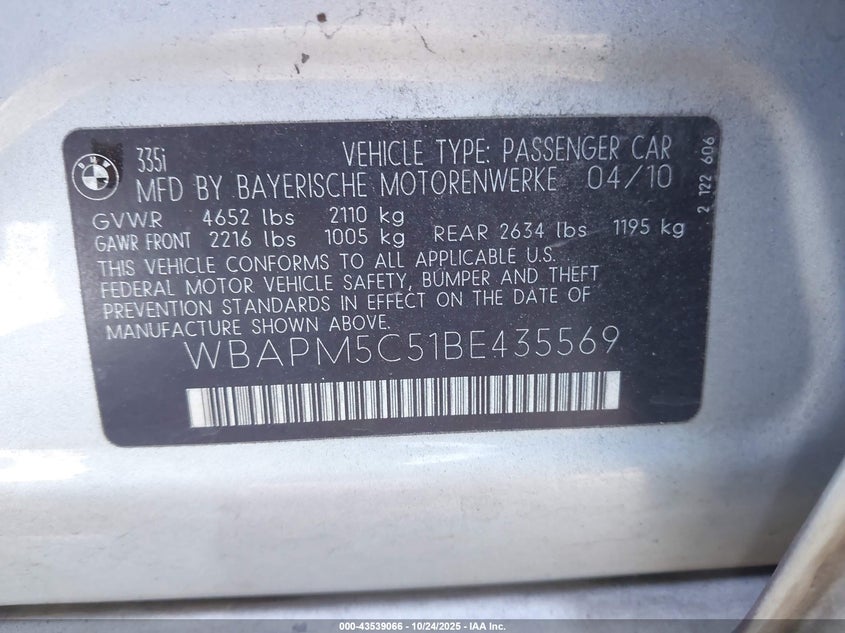 335i VEHICLE TYPE: PASSENGER CAR
BMW MFD BY BAYERISCHE MOTORENWERKE 04/10
GVWR 4652 lbs 2110 kg
GAWR FRONT 2216 lbs 1005 kg REAR 2634 lbs 1195 kg
THIS VEHICLE CONFORMS TO ALL APPLICABLE U.S.
FEDERAL MOTOR VEHICLE SAFETY, BUMPER AND THEFT
PREVENTION STANDARDS IN EFFECT ON THE DATE OF
MANUFACTURE SHOWN ABOVE
WBAPM5C51BE435569
2 122 606
000-43539066 - 10/24/2025 - IAA Inc.